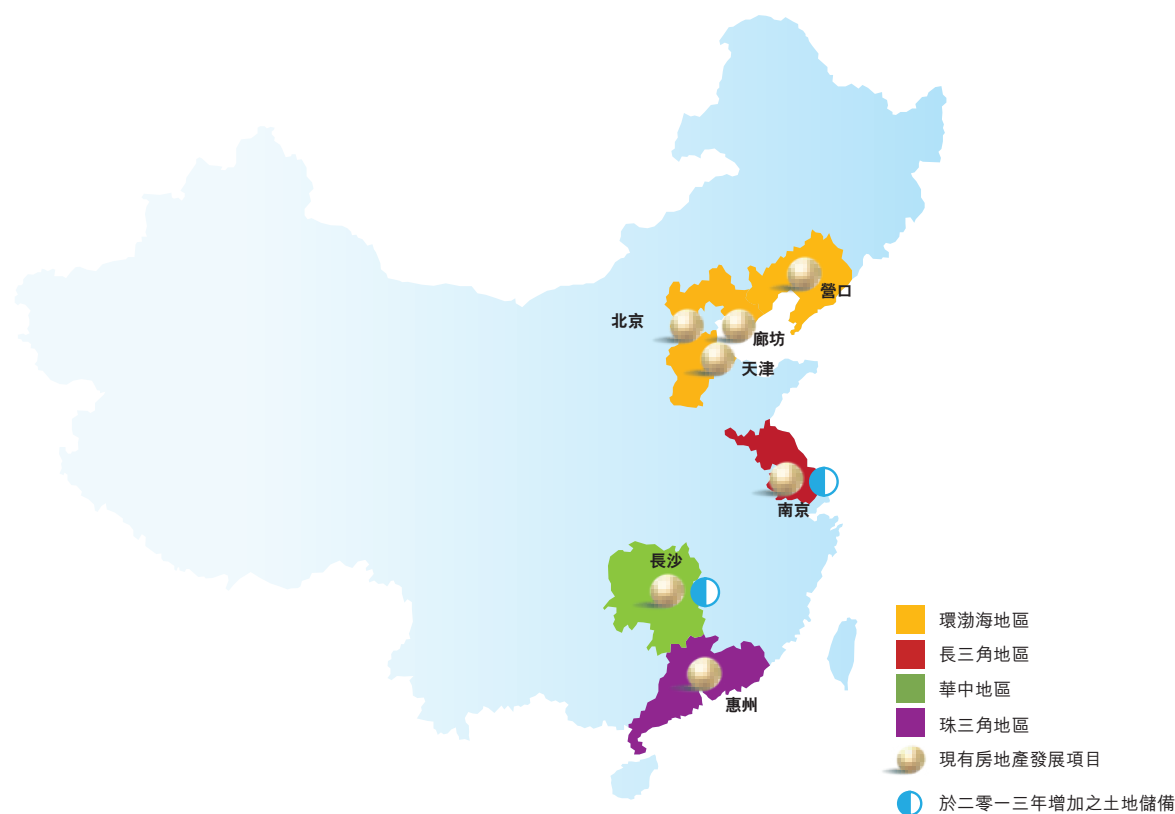 營口
北京
廊坊
天津
南京
長沙
惠州
環渤海地區
長三角地區
華中地區
珠三角地區
現有房地產發展項目
於二零一三年增加之土地儲備